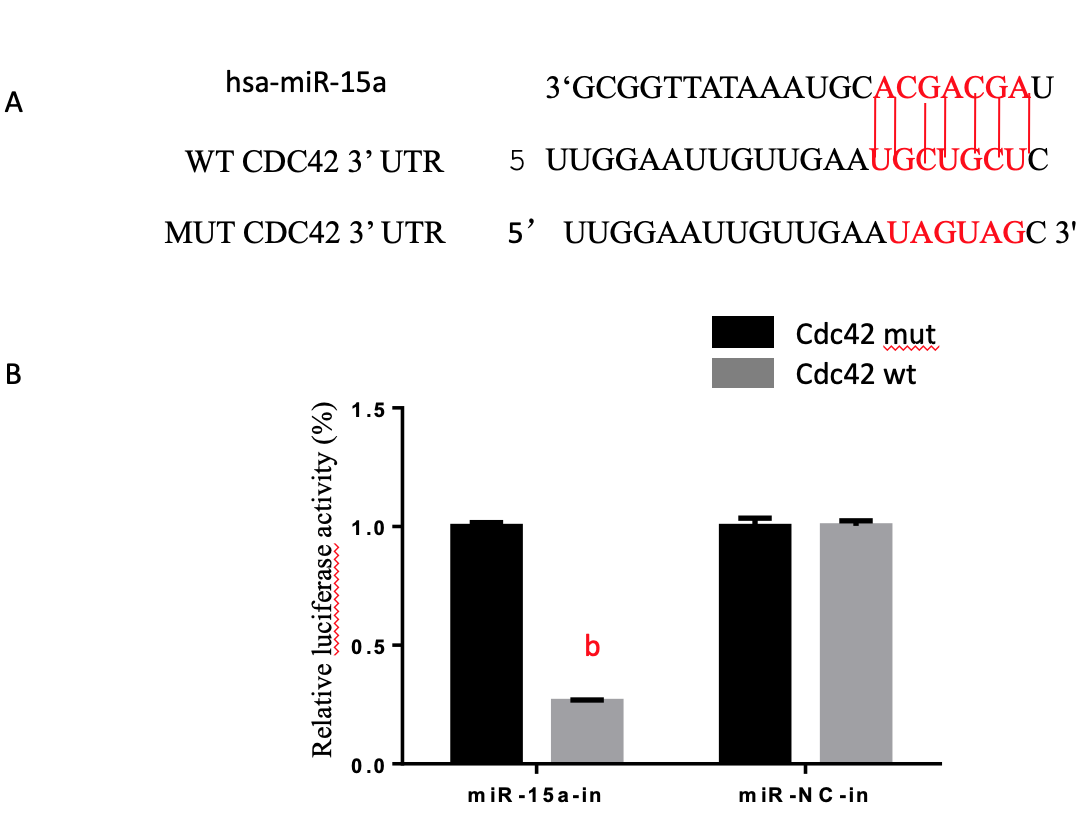 A
hsa-miR-15a 3‘GCGGTTATAAAUGCACGACGAU
WT CDC42 3’ UTR 5 UUGGAAUUGUUGAAUGCUGCUC
MUT CDC42 3’ UTR 5’ UUGGAAUUGUUGAAUAGUAGC 3'
B
Cdc42 mut
Cdc42 wt
Relative luciferase activity (%)
1.5
1.0
0.5
0.0
b
miR-15a-in miR-NC-in